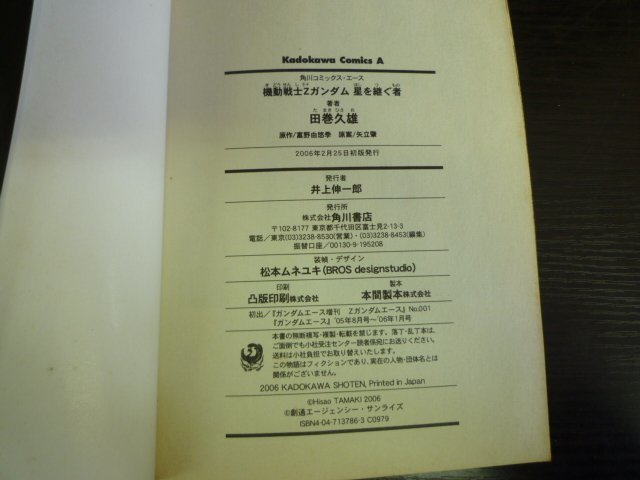 Kadokawa Comics A
角川コミックス・エース
機動戦士Zガンダム 星を継ぐ者
著者
田巻久雄
原作/富野由悠季 原案/矢立肇
2006年2月25日初版発行
発行者
井上伸一郎
発行所
株式会社角川書店
〒102-8177 東京都千代田区富士見2-13-3
電話/東京(03)3238-8530(営業)・(03)3238-8453(編集)
振替口座/00130-9-195208
装幀・デザイン
松本ムネユキ(BROS designstudio)
印刷 製本
凸版印刷株式会社 本間製本株式会社
初出/『ガンダムエース増刊 Zガンダムエース』No.001
『ガンダムエース』'05年8月号〜'06年1月号
本書の無断複写・複製・転載を禁じます。落丁・乱丁本は、
ご面倒でも小社受注センター読者係宛にお送りください。
送料は小社負担でお取り替えいたします。
この物語はフィクションであり、実在の人物・団体名とは
関係がございません。
2006 KADOKAWA SHOTEN, Printed in Japan
©Hisao TAMAKI 2006
©創通エージェンシー・サンライズ
ISBN4-04-713786-3 C0979